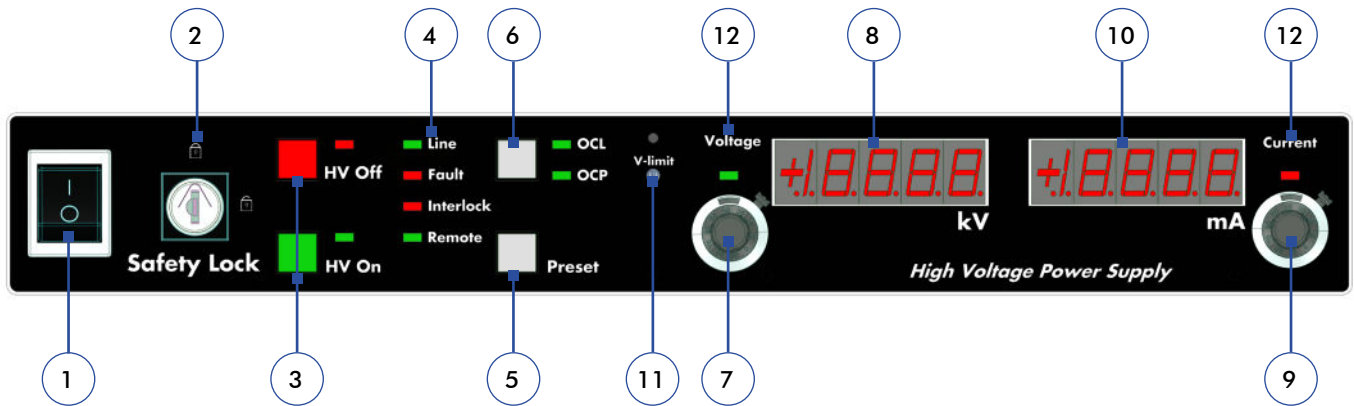 2 4 6 12 8 10 12
Line OCL Voltage Current
HV Off Fault OCP V-limit
Interlock
Remote kV mA
Safety Lock HV On Preset High Voltage Power Supply
1 3 5 11 7 9